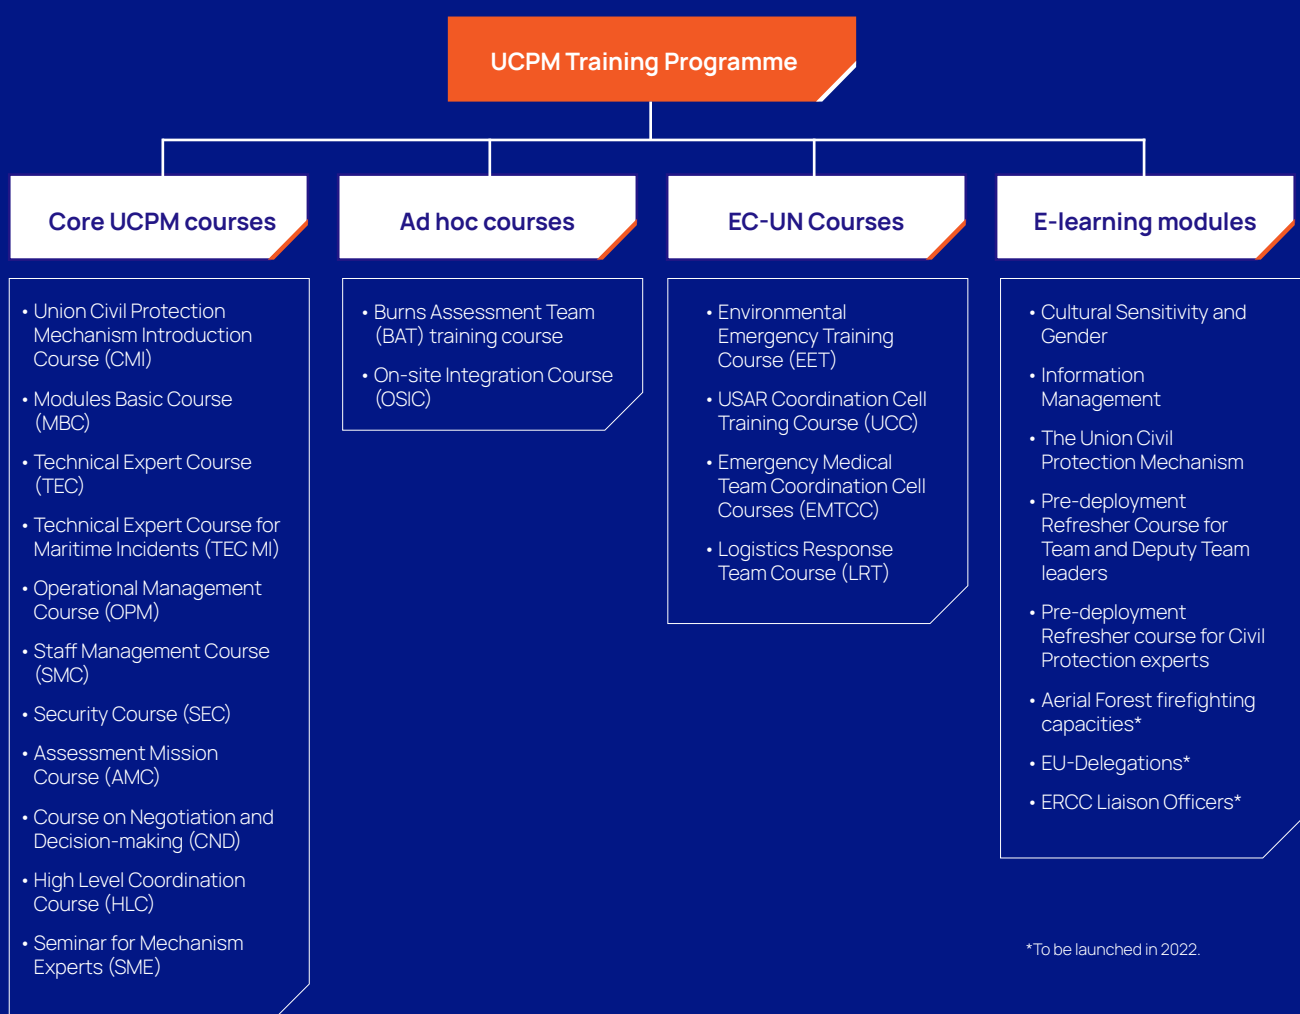 UCPM Training Programme
Core UCPM courses
• Union Civil Protection
Mechanism Introduction
Course (CMI)
• Modules Basic Course
(MBC)
• Technical Expert Course
(TEC)
• Technical Expert Course for
Maritime Incidents (TEC MI)
• Operational Management
Course (OPM)
• Staff Management Course
(SMC)
• Security Course (SEC)
• Assessment Mission
Course (AMC)
• Course on Negotiation and
Decision-making (CND)
• High Level Coordination
Course (HLC)
• Seminar for Mechanism
Experts (SME)
Ad hoc courses
• Burns Assessment Team
(BAT) training course
• On-site Integration Course
(OSIC)
EC-UN Courses
• Environmental
Emergency Training
Course (EET)
• USAR Coordination Cell
Training Course (UCC)
• Emergency Medical
Team Coordination Cell
Courses (EMTCC)
• Logistics Response
Team Course (LRT)
E-learning modules
• Cultural Sensitivity and
Gender
• Information
Management
• The Union Civil
Protection Mechanism
• Pre-deployment
Refresher Course for
Team and Deputy Team
leaders
• Pre-deployment
Refresher course for Civil
Protection experts
• Aerial Forest firefighting
capacities*
• EU-Delegations*
• ERCC Liaison Officers*
*To be launched in 2022.